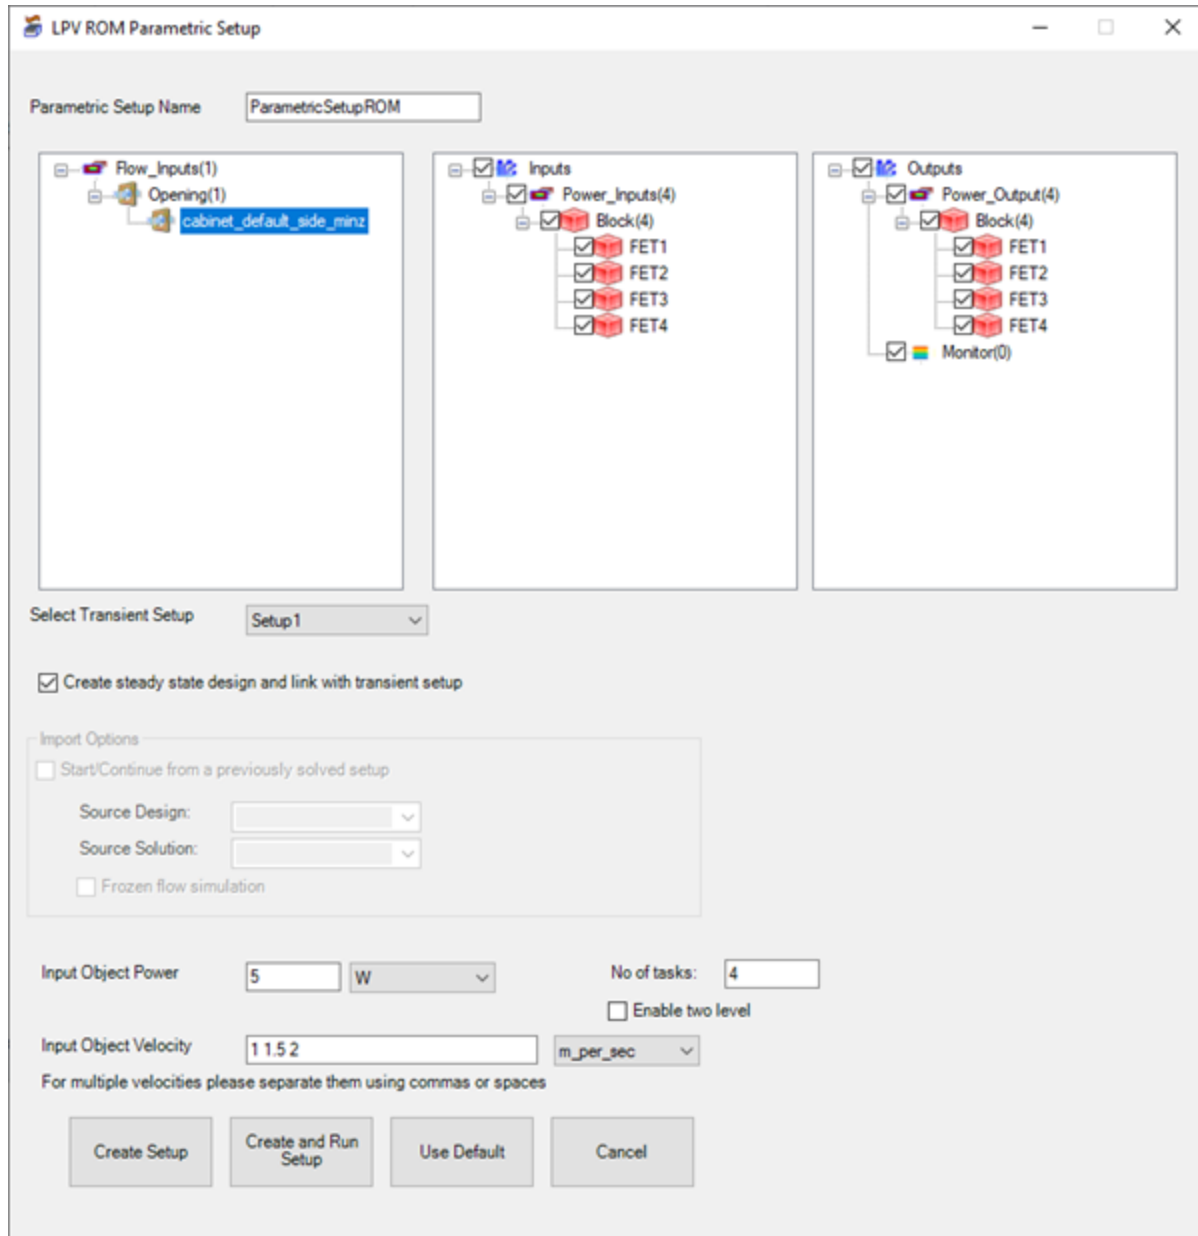 LPV ROM Parametric Setup
Parametric Setup Name
ParametricSetupROM
Flow_Inputs(1)
Opening(1)
cabinet_default_side_minz
Inputs
Power_Inputs(4)
Block(4)
FET1
FET2
FET3
FET4
Outputs
Power_Output(4)
Block(4)
FET1
FET2
FET3
FET4
Monitor(0)
Select Transient Setup
Setup1
Create steady state design and link with transient setup
Import Options
Start/Continue from a previously solved setup
Source Design:
Source Solution:
Frozen flow simulation
Input Object Power
5
W
No of tasks:
4
Enable two level
Input Object Velocity
1 1.5 2
m_per_sec
For multiple velocities please separate them using commas or spaces
Create Setup
Create and Run
Setup
Use Default
Cancel